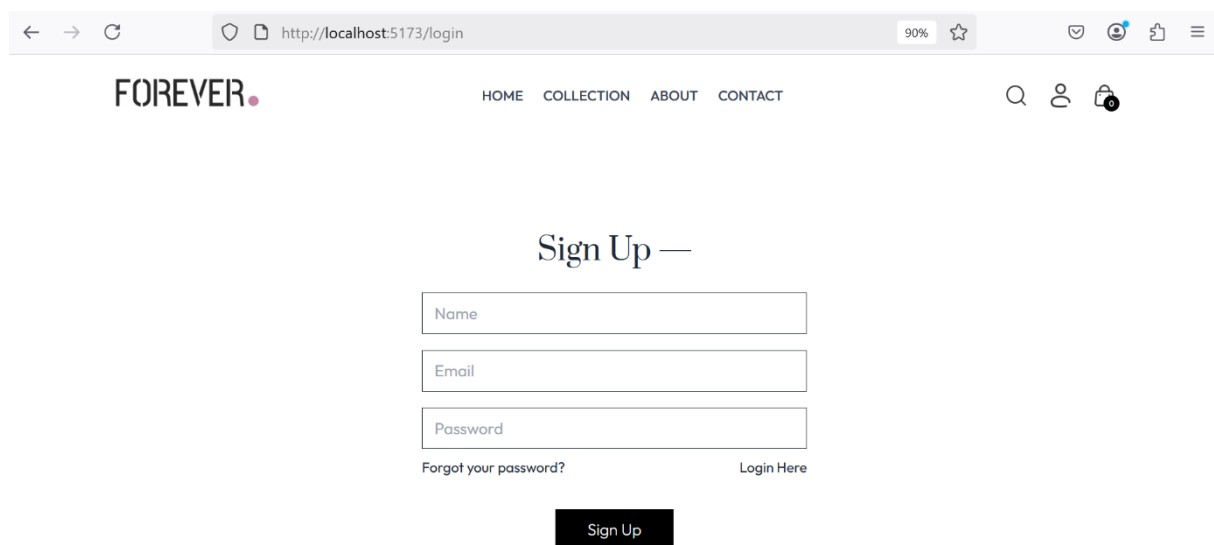 http://localhost:5173/login 90%
FOREVER. HOME COLLECTION ABOUT CONTACT 0
Sign Up —
Name
Email
Password
Forgot your password? Login Here
Sign Up